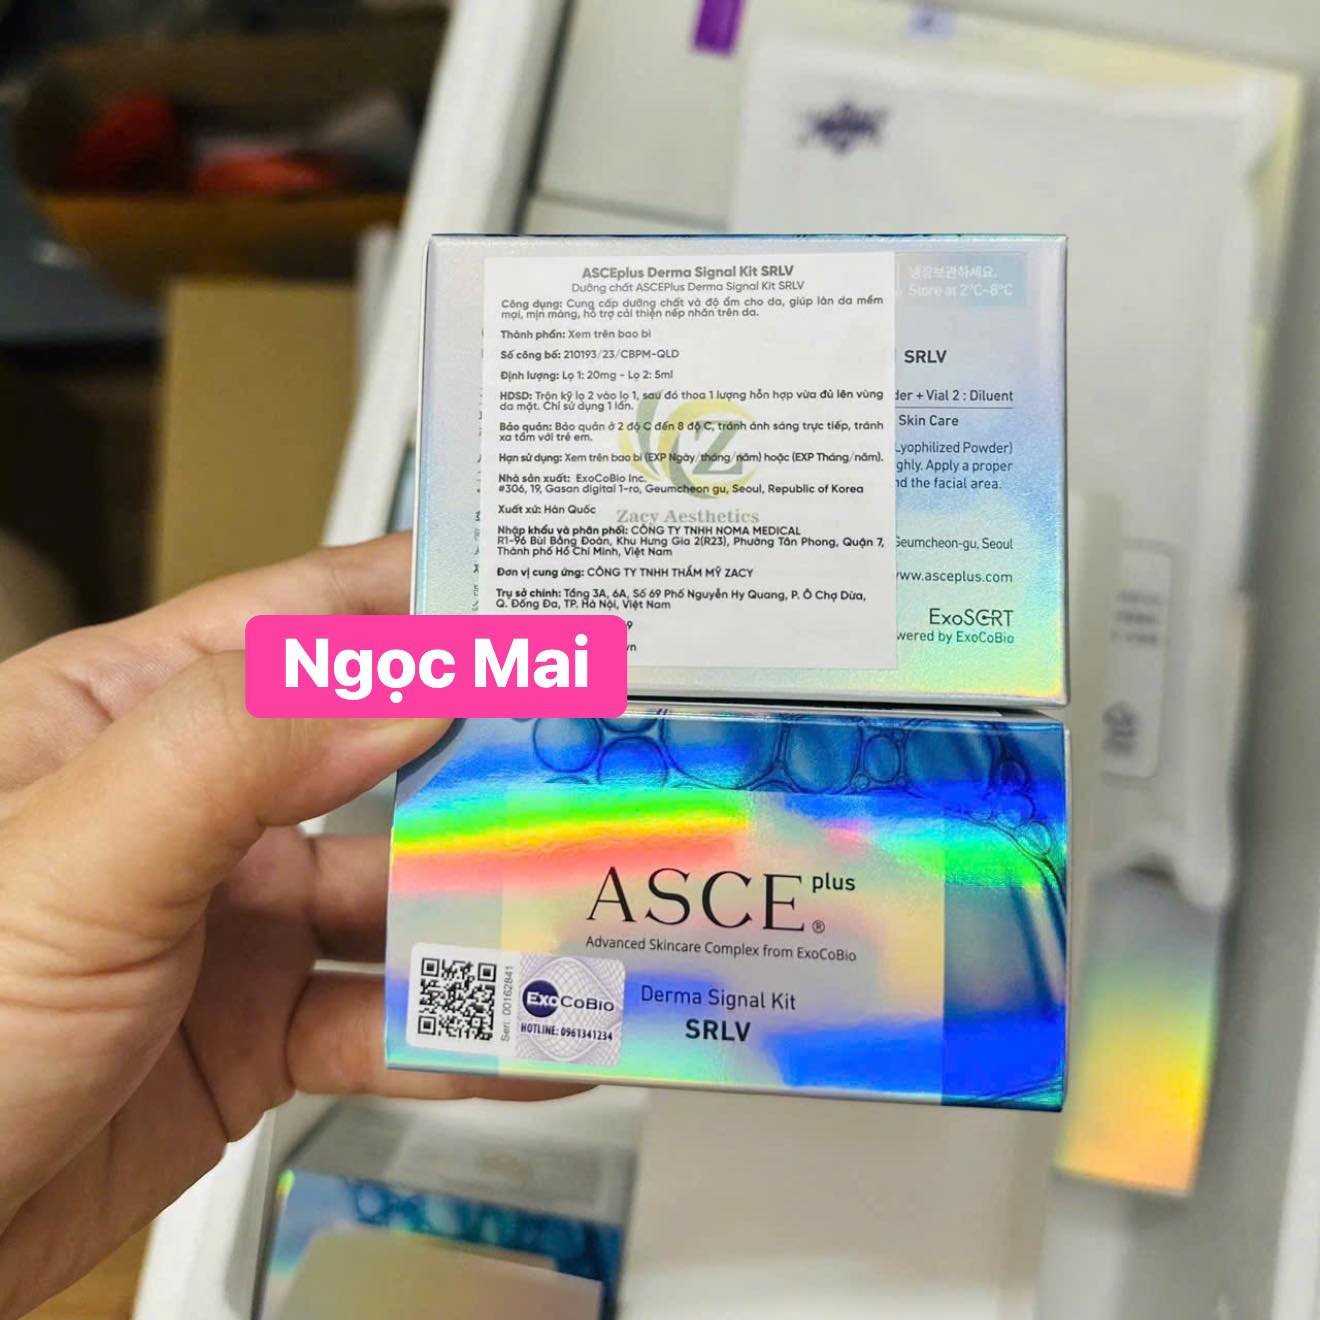 ASCEplus Derma Signal Kit SRLV
Dưỡng chất ASCEPlus Derma Signal Kit SRLV
Công dụng: Cung cấp dưỡng chất và độ ẩm cho da, giúp làn da mềm
mại, mịn màng, hỗ trợ cải thiện nếp nhăn trên da.
Thành phần: Xem trên bao bì
Số công bố: 210193/23/CBPM-QLD
Định lượng: Lọ 1: 20mg - Lọ 2: 5ml
HDSD: Trộn kỹ lọ 2 vào lọ 1, sau đó thoa 1 lượng hỗn hợp vừa đủ lên vùng
da mặt. Chỉ sử dụng 1 lần.
Bảo quản: Bảo quản ở 2 độ C đến 8 độ C, tránh ánh sáng trực tiếp, tránh
xa tầm với trẻ em.
Hạn sử dụng: Xem trên bao bì (EXP Ngày/tháng/năm) hoặc (EXP Tháng/năm).
Nhà sản xuất: ExoCoBio Inc.
#306, 19, Gasan digital 1-ro, Geumcheon gu, Seoul, Republic of Korea
Xuất xứ: Hàn Quốc
Z
Zacy Aesthetics
Nhập khẩu và phân phối: CÔNG TY TNHH NOMA MEDICAL
R1-96 Bùi Bằng Đoàn, Khu Hưng Gia 2(R23), Phường Tân Phong, Quận 7,
Thành phố Hồ Chí Minh, Việt Nam
Đơn vị cung ứng: CÔNG TY TNHH THẨM MỸ ZACY
Trụ sở chính: Tầng 3A, 6A, Số 69 Phố Nguyễn Hy Quang, P. Ô Chợ Dừa,
Q. Đống Đa, TP. Hà Nội, Việt Nam
9
vn
냉장보관하세요.
Store at 2°C~8°C
SRLV
der + Vial 2 : Diluent
Skin Care
Lyophilized Powder)
ghly. Apply a proper
nd the facial area.
Geumcheon-gu, Seoul
www.asceplus.com
ExoSCRT
wered by ExoCoBio
Ngọc Mai
ASCE plus ®
Advanced Skincare Complex from ExoCoBio
Derma Signal Kit
SRLV
Seri: 00162841
ExoCoBio
HOTLINE: 0961341234